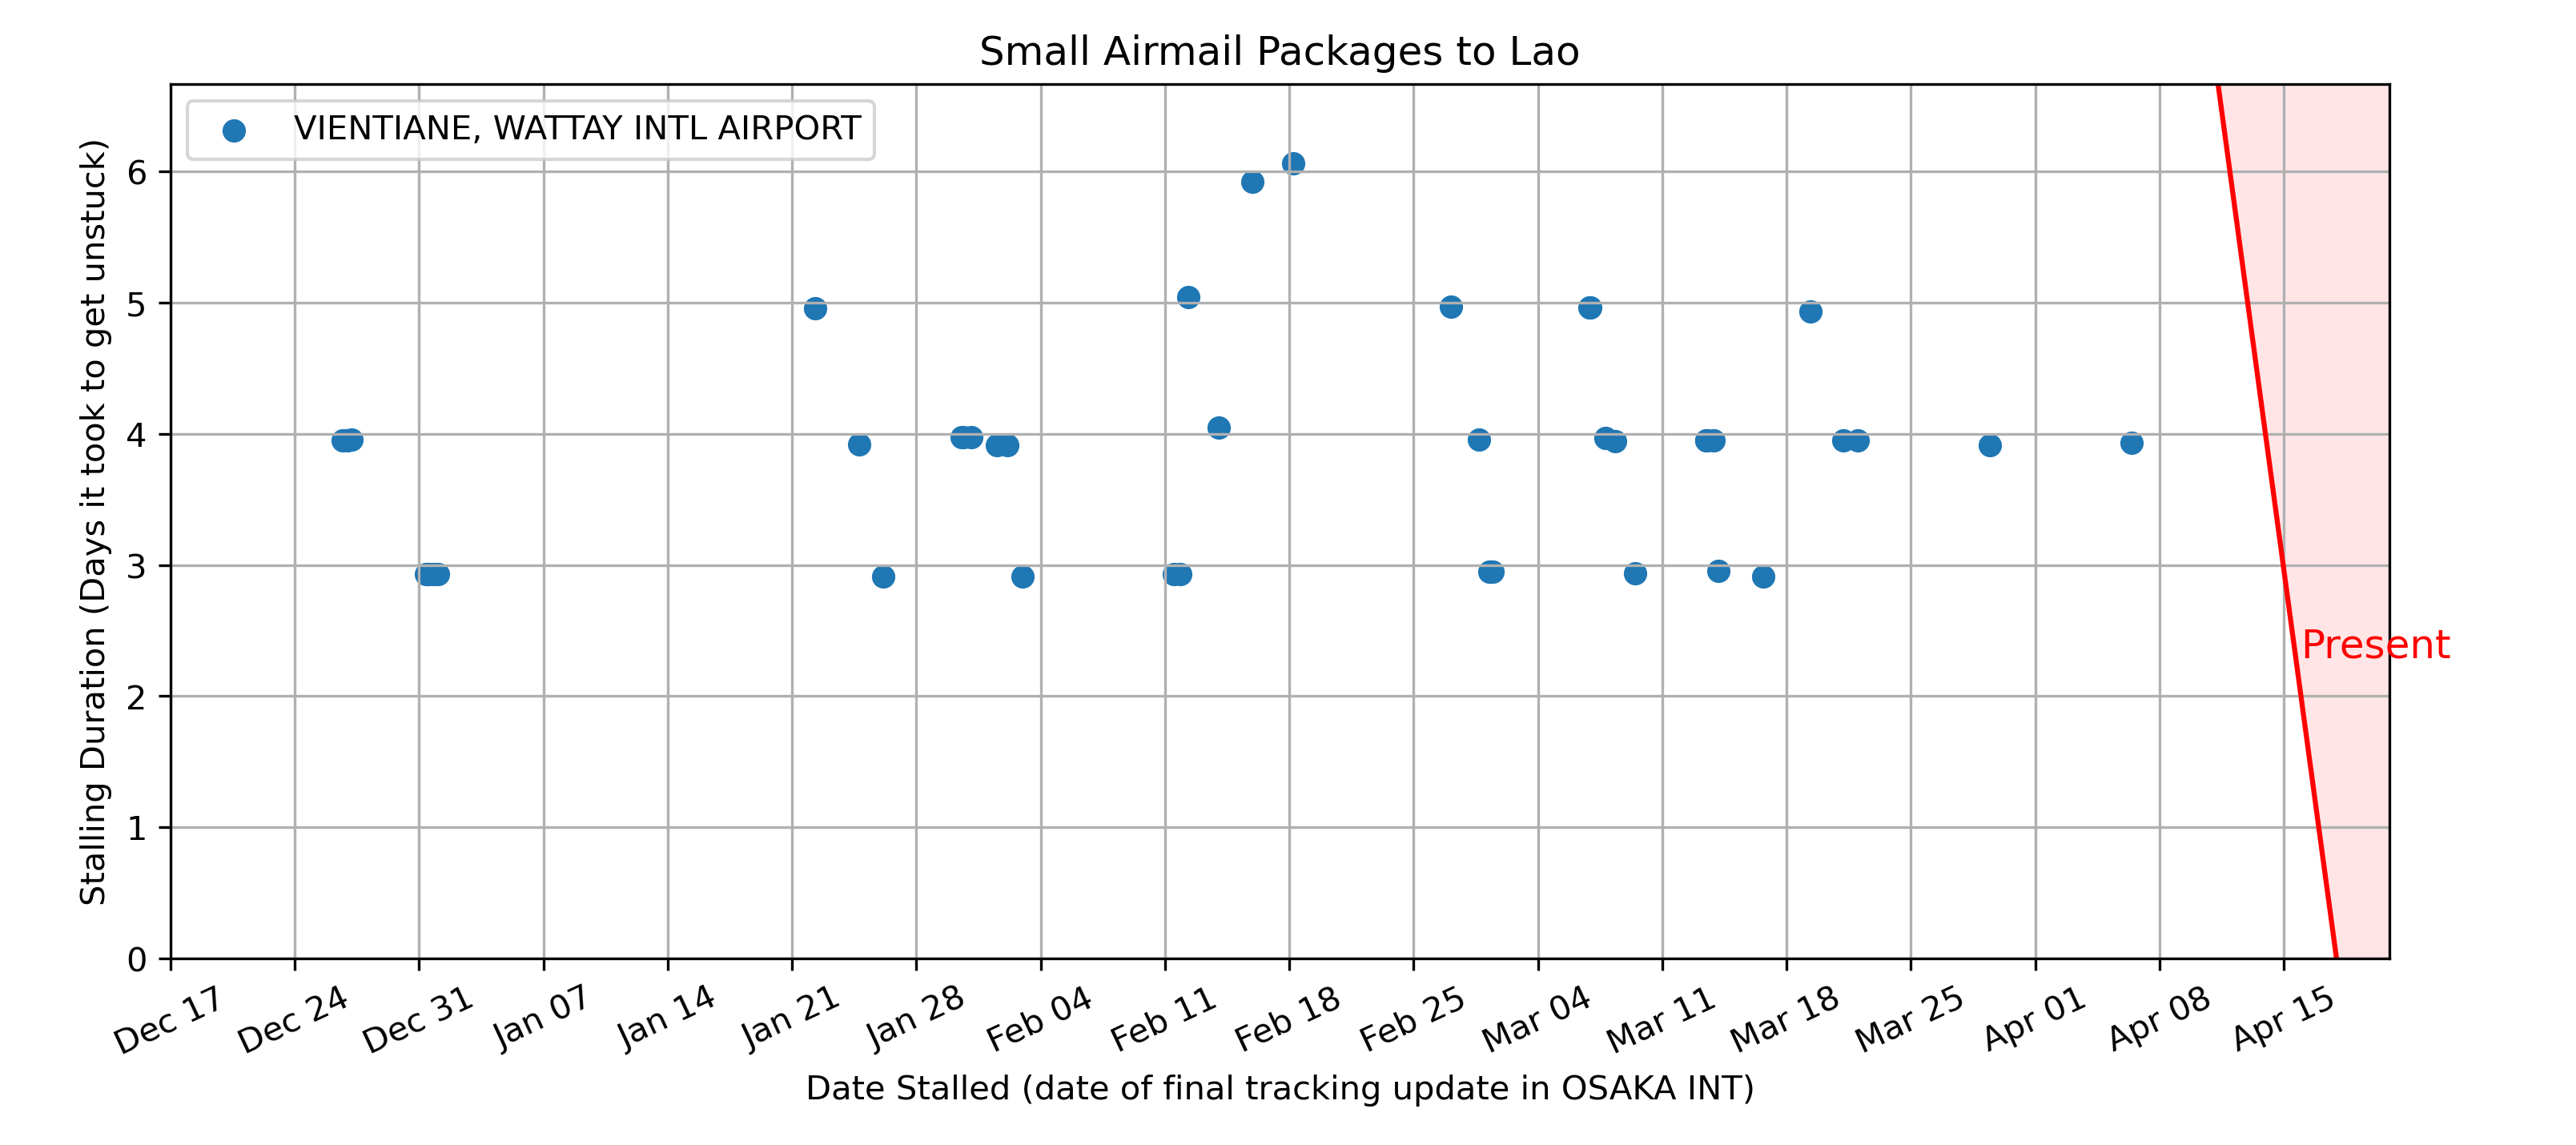 Small Airmail Packages to Lao
VIENTIANE, WATTAY INTL AIRPORT
Stalling Duration (Days it took to get unstuck)
6
5
4
3
2
1
0
Present
Dec 17
Dec 24
Dec 31
Jan 07
Jan 14
Jan 21
Jan 28
Feb 04
Feb 11
Feb 18
Feb 25
Mar 04
Mar 11
Mar 18
Mar 25
Apr 01
Apr 08
Apr 15
Date Stalled (date of final tracking update in OSAKA INT)